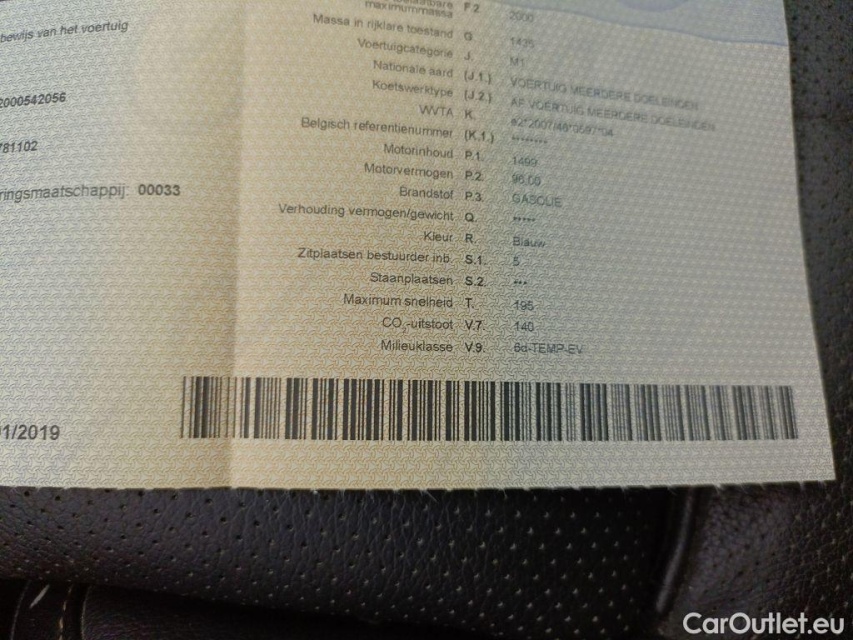 maximummassa F.2 2000
bewijs van het voertuig
Massa in rijklare toestand G. 1435
Voertuigcategorie J. M1
Nationale aard (J.1.) VOERTUIG MEERDERE DOELEINDEN
Koetswerktype (J.2.) AF VOERTUIG MEERDERE DOELEINDEN
2000542056
WVTA K.
Belgisch referentienummer (K.1.) ********
781102
Motorinhoud P.1. 1499
Motorvermogen P.2. 96.00
ringsmaatschappij: 00033
Brandstof P.3. GASOLIE
Verhouding vermogen/gewicht Q. *****
Kleur R. Blauw
Zitplaatsen bestuurder inb. S.1. 5
Staanplaatsen S.2. ***
Maximum snelheid T. 195
CO2-uitstoot V.7. 140
Milieuklasse V.9. 6d-TEMP-EV
1/2019
CarOutlet.eu